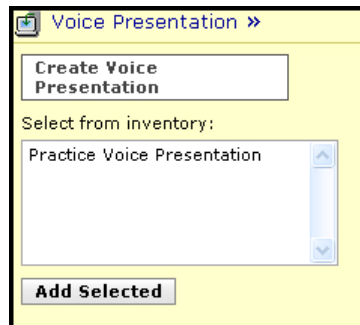 Voice Presentation »
Create Voice
Presentation
Select from inventory:
Practice Voice Presentation
Add Selected